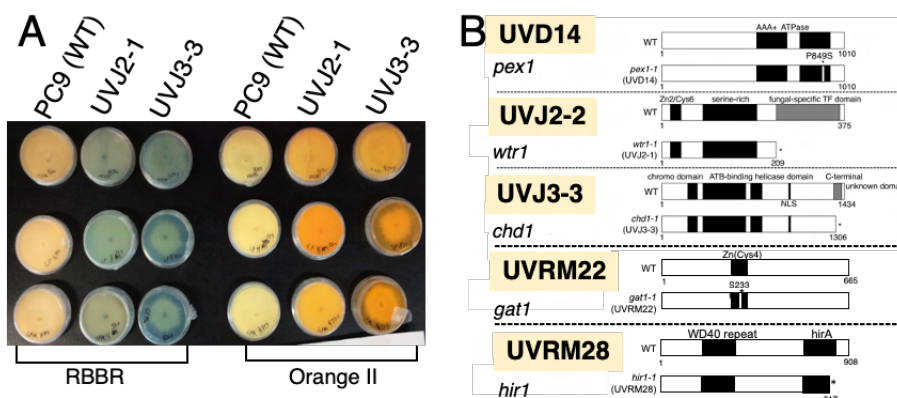 A
PC9 (WT)
UVJ2-1
UVJ3-3
PC9 (WT)
UVJ2-1
UVJ3-3
RBBR
Orange II
B
UVD14
pex1
AAA+ ATPase
WT
1
1010
P849S
*
pex1-1
(UVD14)
1
1010
UVJ2-2
wtr1
Zn2/Cys6
serine-rich
fungal-specific TF domain
WT
1
375
wtr1-1
(UVJ2-1)
*
1
209
UVJ3-3
chd1
chromo domain
ATB-binding helicase domain
C-terminal
unknown doma
WT
1
NLS
1434
chd1-1
(UVJ3-3)
*
1
1306
UVRM22
gat1
Zn(Cys4)
WT
1
665
S233
*
gat1-1
(UVRM22)
UVRM28
hir1
WD40 repeat
hirA
WT
1
908
hir1-1
(UVRM28)
*
1